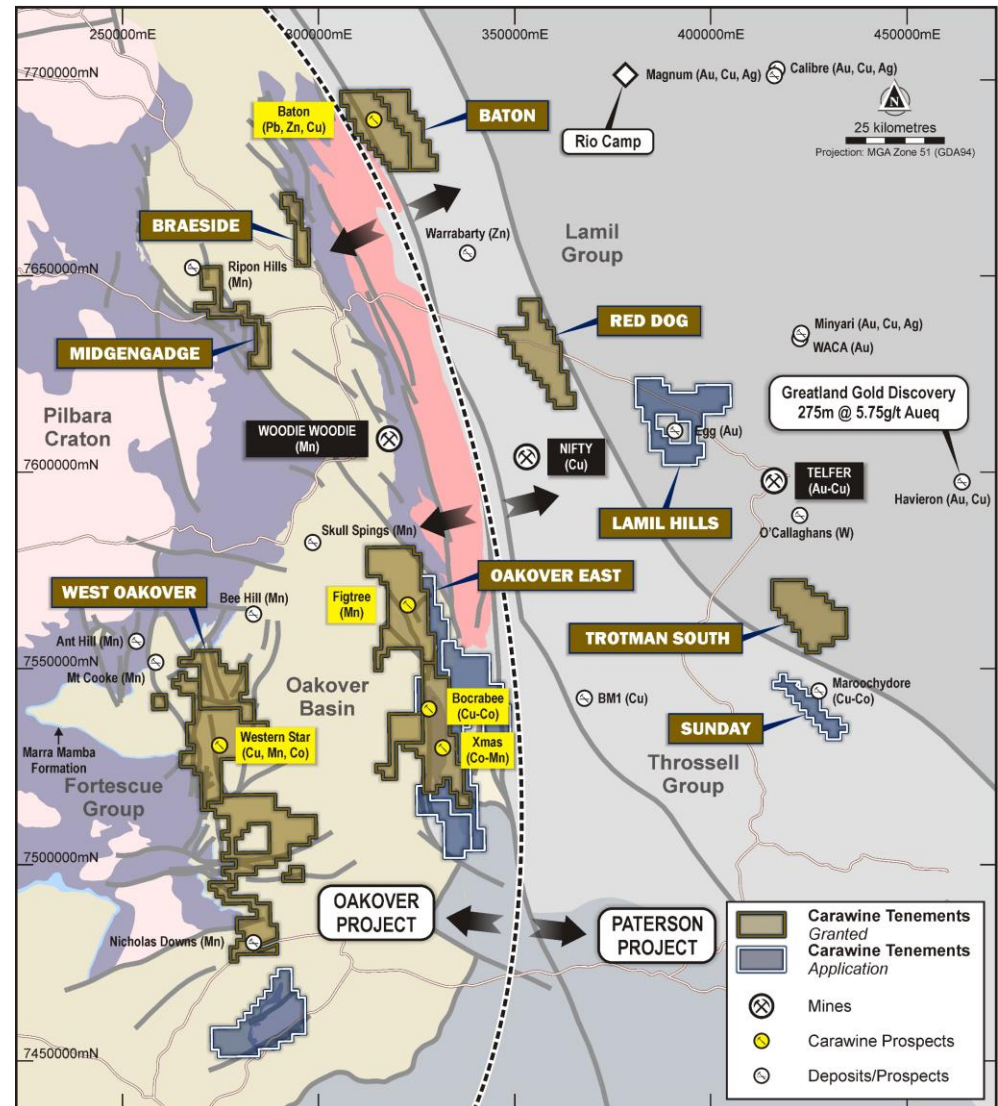 250000mE
300000mE
350000mE
400000mE
450000mE
7700000mN
7650000mN
7600000mN
7550000mN
7500000mN
7450000mN
Baton
(Pb, Zn, Cu)
BATON
Magnum (Au, Cu, Ag)
Calibre (Au, Cu, Ag)
Rio Camp
N
25 kilometres
Projection: MGA Zone 51 (GDA94)
BRAESIDE
Warrabarty (Zn)
Lamil
Group
Ripon Hills
(Mn)
RED DOG
Minyari (Au, Cu, Ag)
WACA (Au)
MIDGENGADGE
Greatland Gold Discovery
275m @ 5.75g/t Aueq
Pilbara
Craton
WOODIE WOODIE
(Mn)
NIFTY
(Cu)
Egg (Au)
TELFER
(Au-Cu)
Havieron (Au, Cu)
LAMIL HILLS
O'Callaghans (W)
Skull Spings (Mn)
OAKOVER EAST
WEST OAKOVER
Bee Hill (Mn)
Figtree
(Mn)
Ant Hill (Mn)
Mt Cooke (Mn)
TROTMAN SOUTH
Oakover
Basin
Bocrabee
(Cu-Co)
BM1 (Cu)
Maroochydore
(Cu-Co)
SUNDAY
Western Star
(Cu, Mn, Co)
Xmas
(Co-Mn)
Marra Mamba
Formation
Fortescue
Group
Throssell
Group
OAKOVER
PROJECT
PATERSON
PROJECT
Nicholas Downs (Mn)
Carawine Tenements
Granted
Carawine Tenements
Application
Mines
Carawine Prospects
Deposits/Prospects